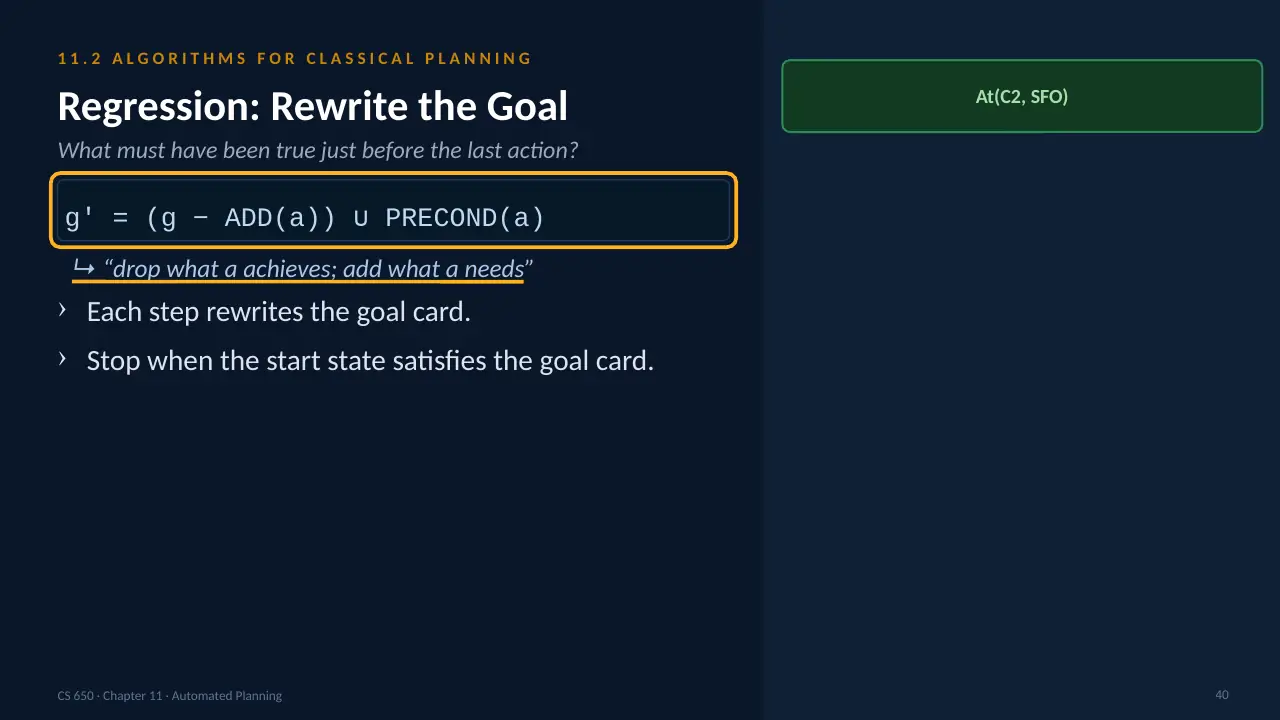 11.2 ALGORITHMS FOR CLASSICAL PLANNING
Regression: Rewrite the Goal
What must have been true just before the last action?
g' = (g − ADD(a)) ∪ PRECOND(a)
↳ “drop what a achieves; add what a needs”
› Each step rewrites the goal card.
› Stop when the start state satisfies the goal card.
At(C2, SFO)
CS 650 · Chapter 11 · Automated Planning
40